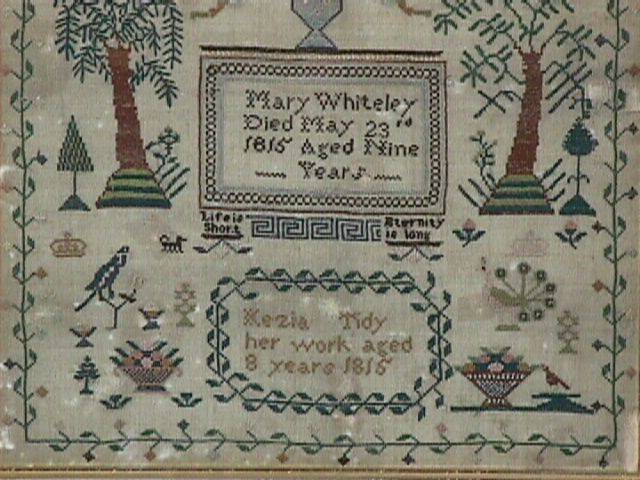 Mary Whiteley
Died May 23rd
1815 Aged Nine
Years
Life is
Short
Eternity
is long
Kezia Tidy
her work aged
8 years 1815